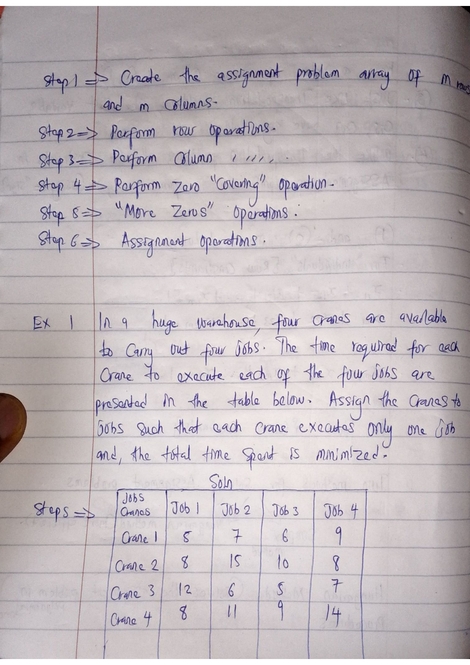 Step 1 => Create the assignment problem array of m rows
and m columns.
Step 2 => Perform row operations.
Step 3 => Perform Column " " .
Step 4 => Perform Zero "Covering" operation.
Step 5 => "More Zeros" operations.
Step 6 => Assignment operations.
Ex 1 In a huge warehouse, four cranes are available
to carry out four jobs. The time required for each
Crane to execute each of the four jobs are
presented in the table below. Assign the cranes to
jobs such that each crane executes only one job
and, the total time spent is minimized.
Soln
Steps => Jobs Cranes Job 1 Job 2 Job 3 Job 4
Crane 1 5 7 6 9
Crane 2 8 15 10 8
Crane 3 12 6 5 7
Crane 4 8 11 9 14